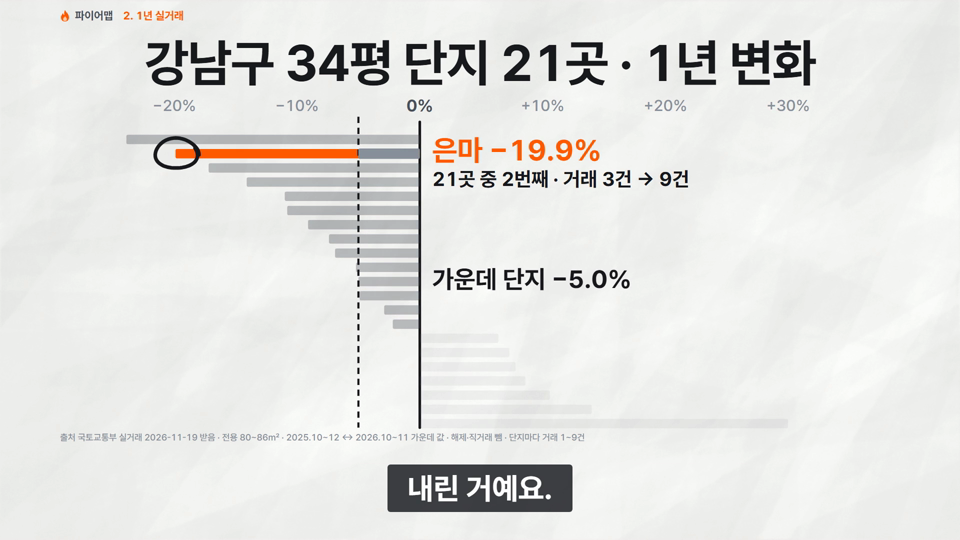 파이어맵 2. 1년 실거래
강남구 34평 단지 21곳 · 1년 변화
−20% −10% 0% +10% +20% +30%
은마 −19.9%
21곳 중 2번째 · 거래 3건 → 9건
가운데 단지 −5.0%
출처 국토교통부 실거래 2026-11-19 받음 · 전용 80~86m² · 2025.10~12 ↔ 2026.10~11 가운데 값 · 해제·직거래 뺌 · 단지마다 거래 1~9건
내린 거예요.